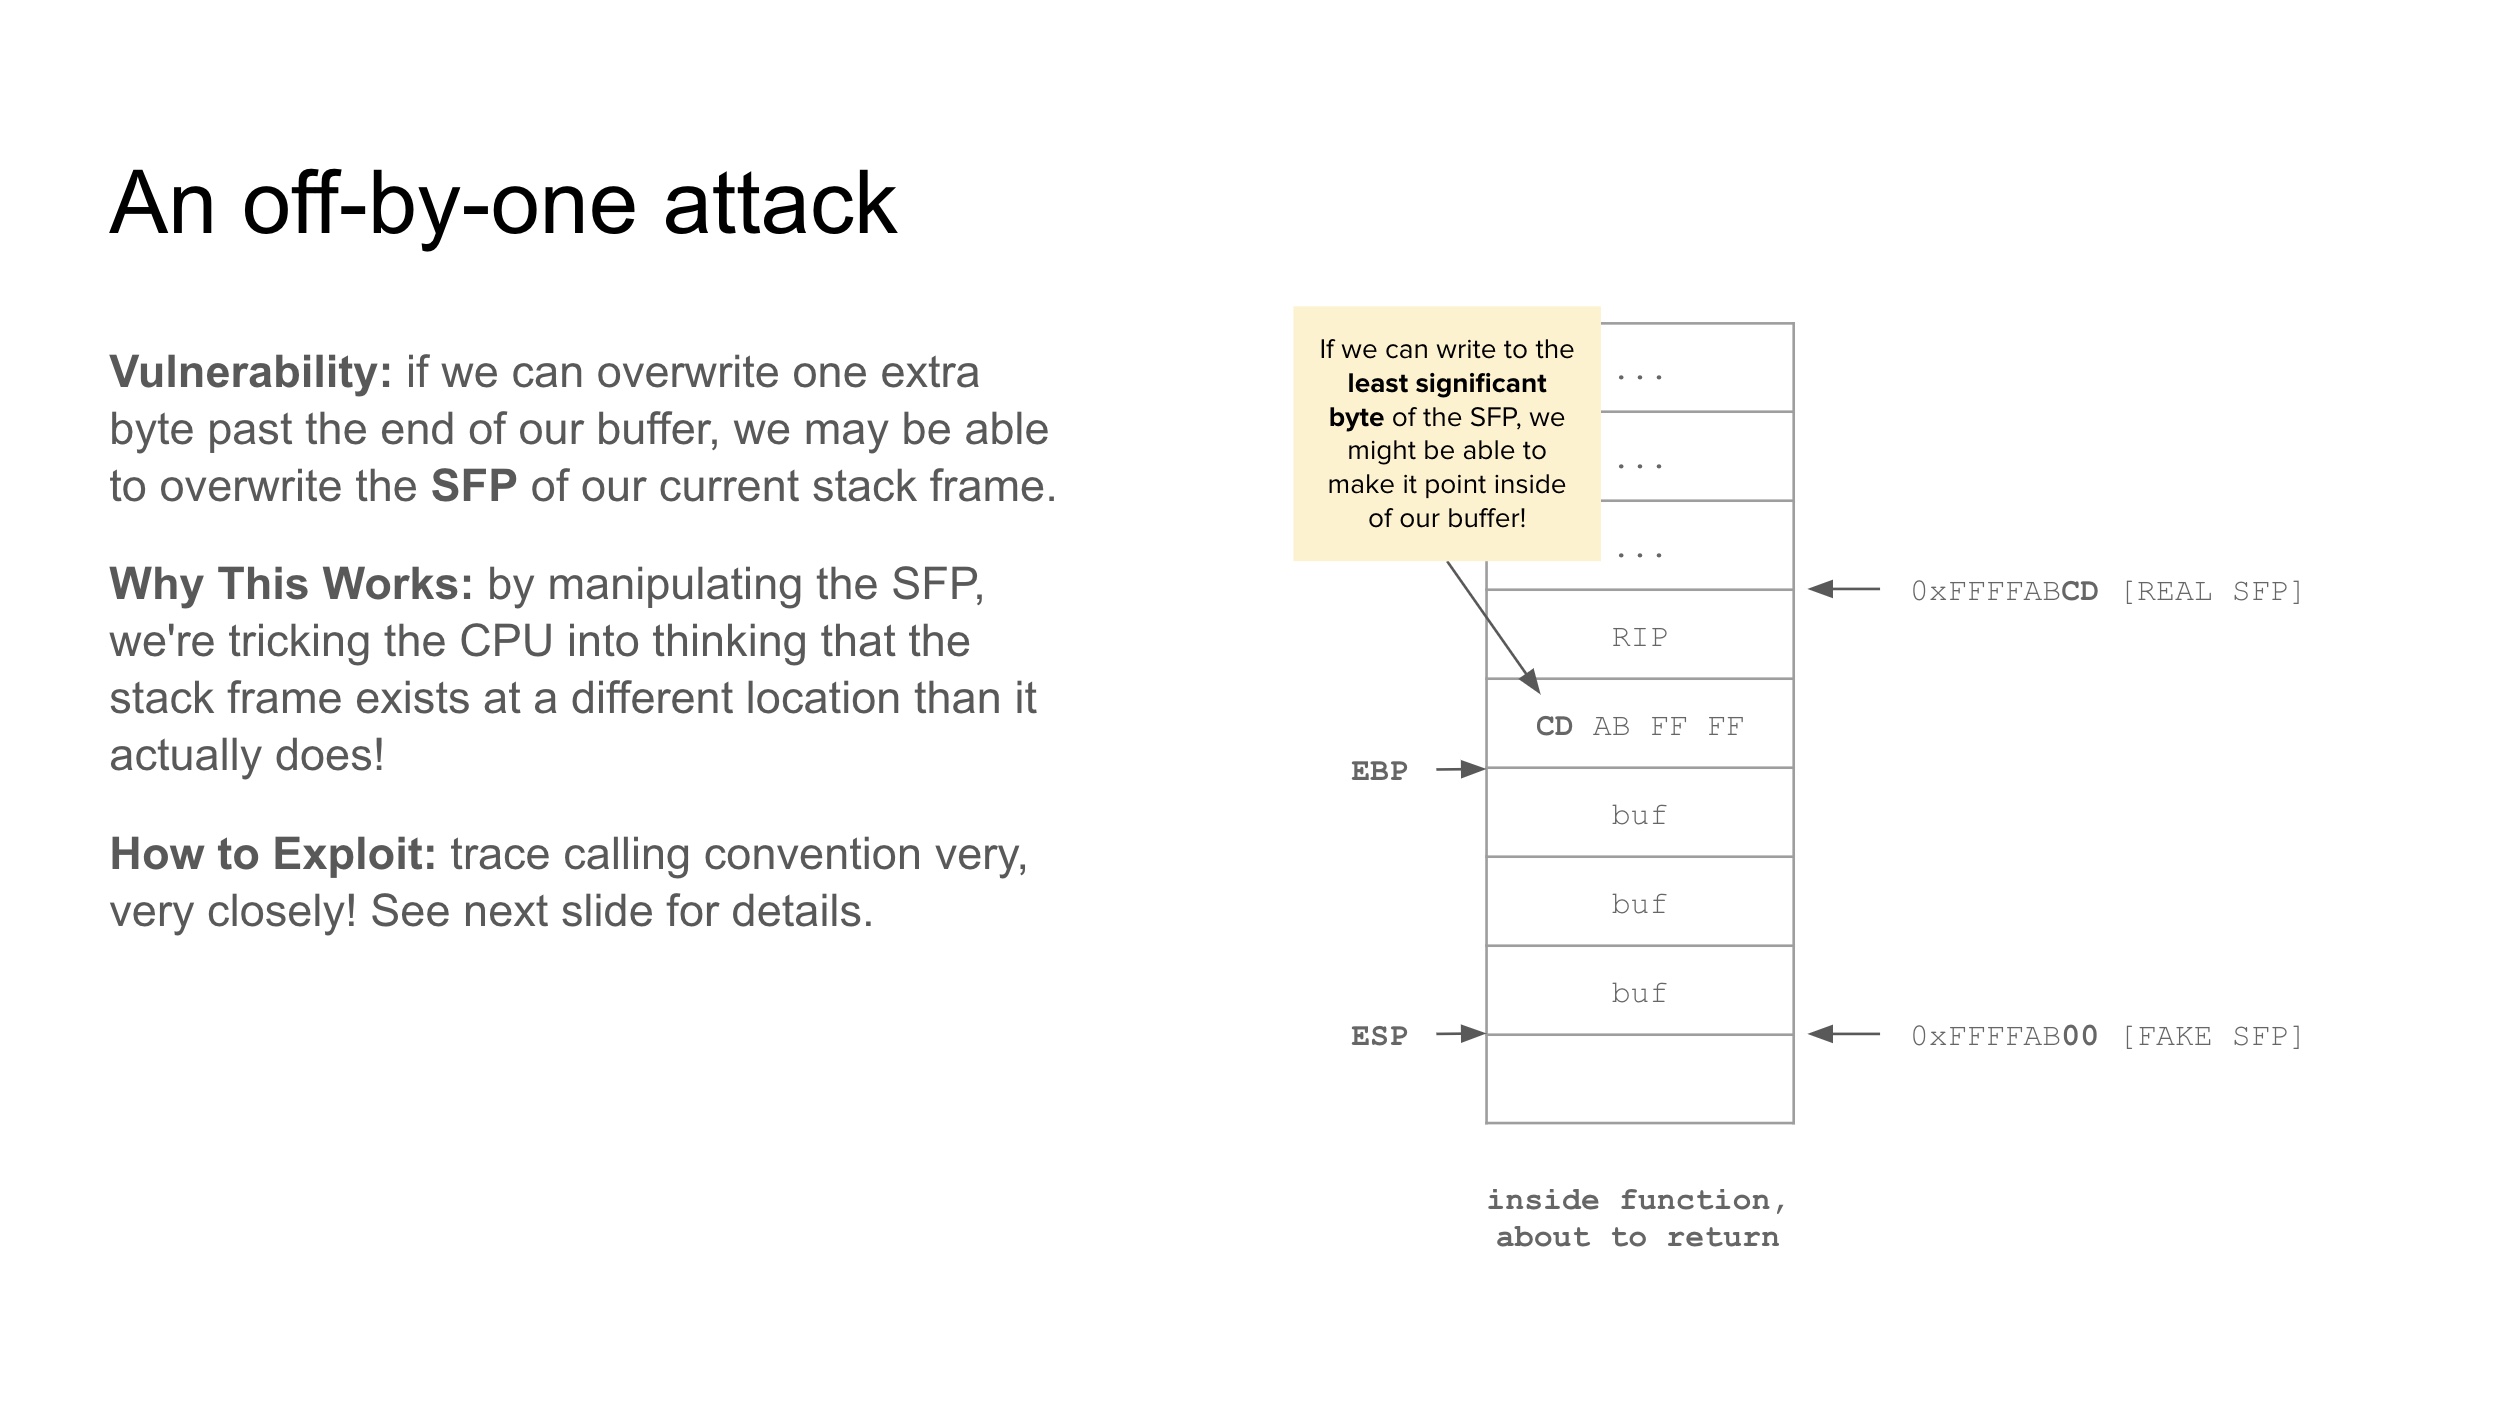 An off-by-one attack
Vulnerability: if we can overwrite one extra
byte past the end of our buffer, we may be able
to overwrite the SFP of our current stack frame.
Why This Works: by manipulating the SFP,
we're tricking the CPU into thinking that the
stack frame exists at a different location than it
actually does!
How to Exploit: trace calling convention very,
very closely! See next slide for details.
If we can write to the
least significant
byte of the SFP, we
might be able to
make it point inside
of our buffer!
...
...
...
0xFFFFABCD [REAL SFP]
RIP
CD AB FF FF
EBP
buf
buf
buf
ESP
0xFFFFAB00 [FAKE SFP]
inside function,
about to return